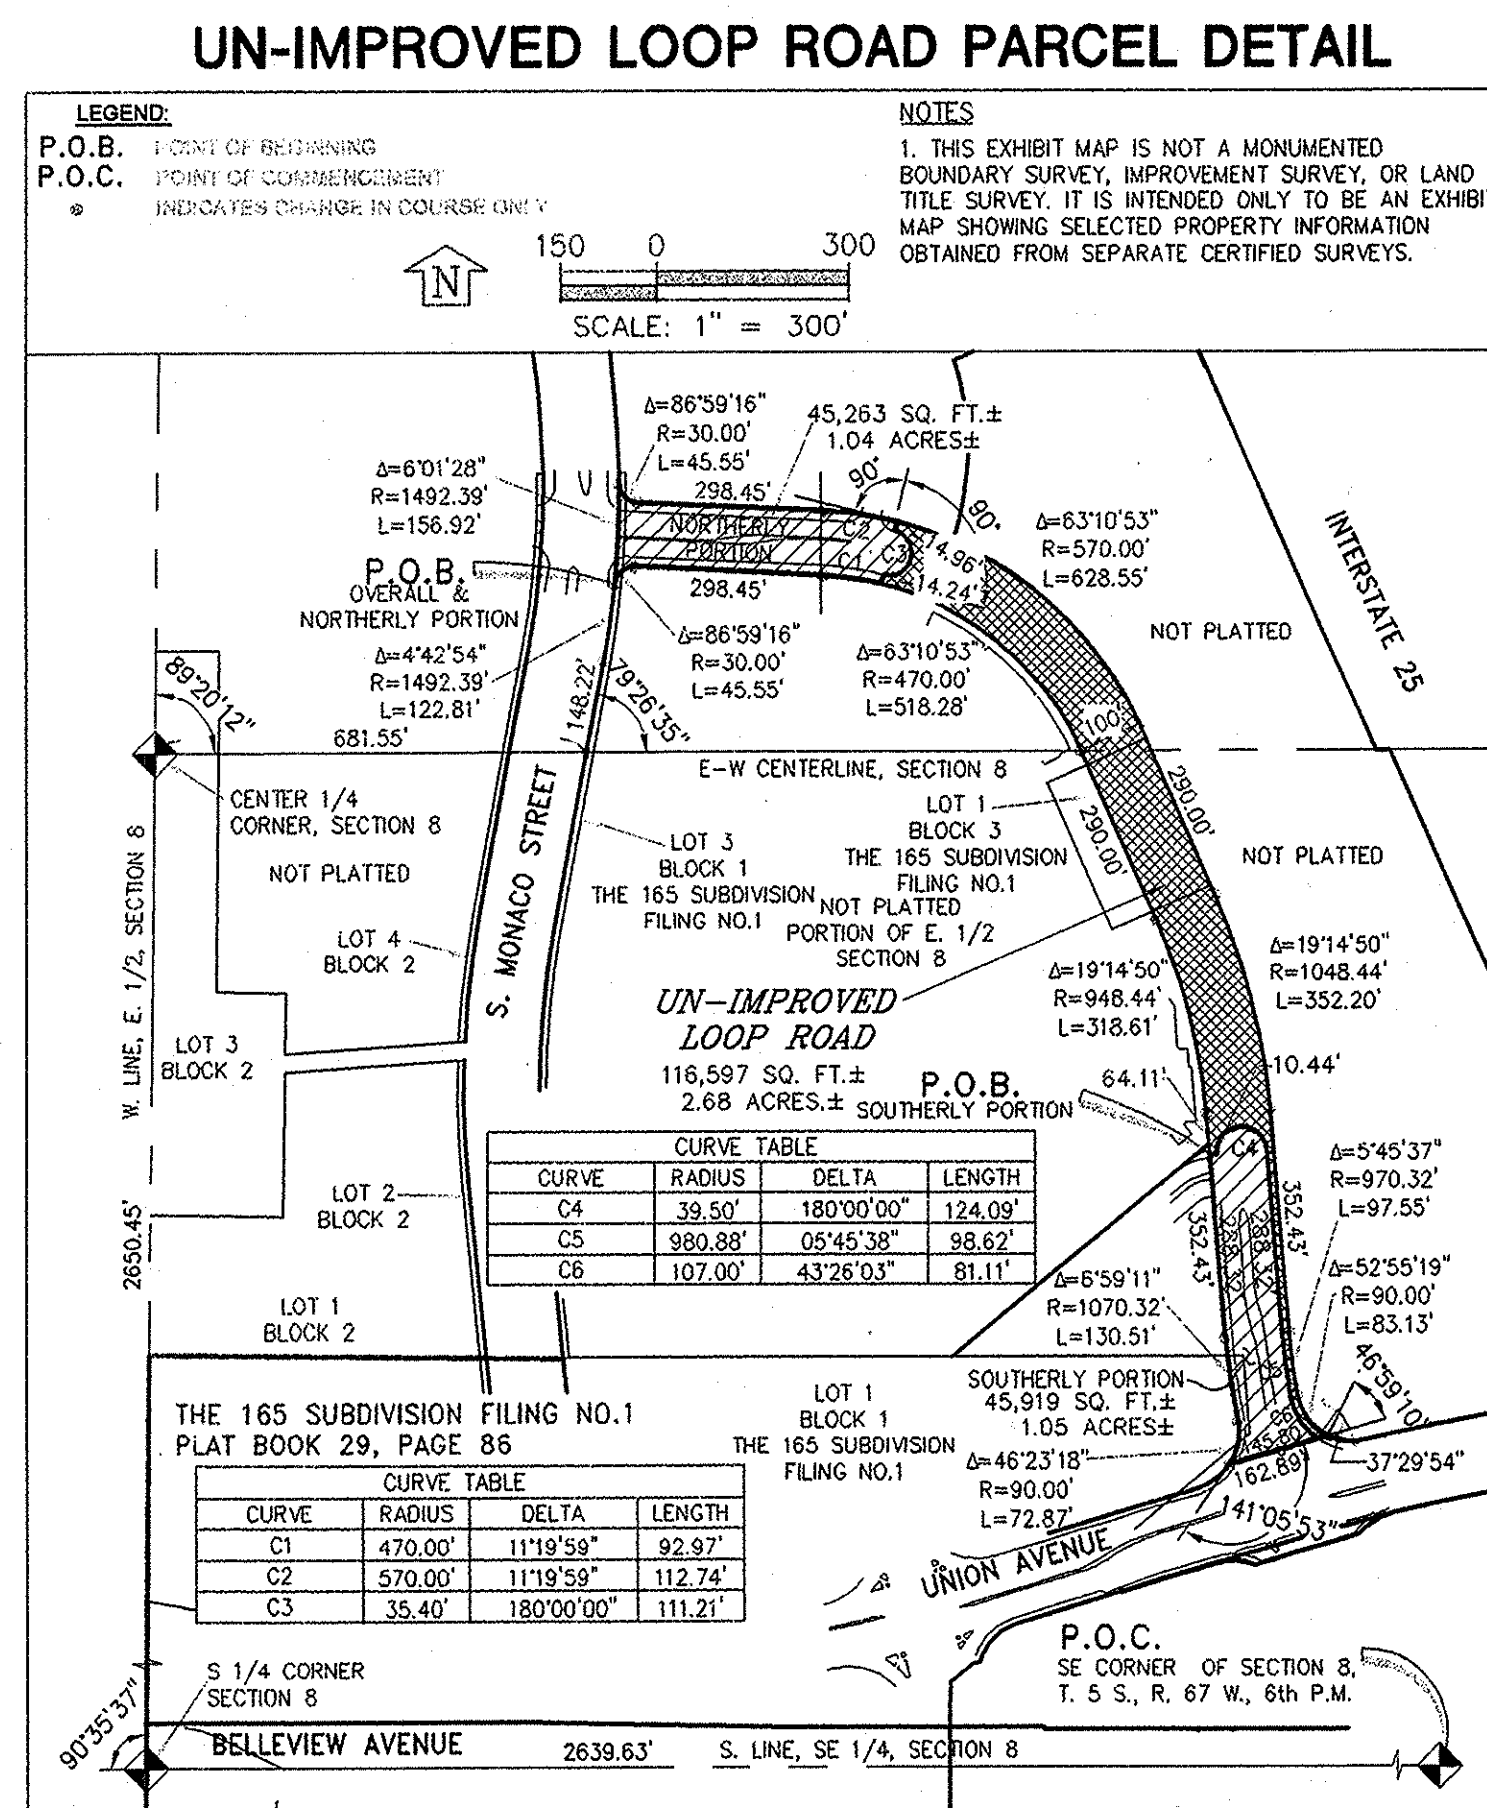 UN-IMPROVED LOOP ROAD PARCEL DETAIL
LEGEND:
P.O.B. POINT OF BEGINNING
P.O.C. POINT OF COMMENCEMENT
INDICATES CHANGE IN COURSE ONLY
NOTES
1. THIS EXHIBIT MAP IS NOT A MONUMENTED
BOUNDARY SURVEY, IMPROVEMENT SURVEY, OR LAND
TITLE SURVEY. IT IS INTENDED ONLY TO BE AN EXHIBI
MAP SHOWING SELECTED PROPERTY INFORMATION
OBTAINED FROM SEPARATE CERTIFIED SURVEYS.
N
150 0 300
SCALE: 1" = 300'
Δ=86°59'16"
R=30.00'
L=45.55'
298.45'
45,263 SQ. FT.±
1.04 ACRES±
90°
90°
Δ=6°01'28"
R=1492.39'
L=156.92'
NORTHERLY
PORTION
C2
C1
C3
14.96'
14.24'
Δ=63°10'53"
R=570.00'
L=628.55'
INTERSTATE 25
P.O.B.
OVERALL &
NORTHERLY PORTION
298.45'
Δ=86°59'16"
R=30.00'
L=45.55'
Δ=63°10'53"
R=470.00'
L=518.28'
NOT PLATTED
Δ=4°42'54"
R=1492.39'
L=122.81'
148.22'
79°26'35"
89°20'12"
681.55'
100'
E-W CENTERLINE, SECTION 8
CENTER 1/4
CORNER, SECTION 8
NOT PLATTED
S. MONACO STREET
LOT 3
BLOCK 1
THE 165 SUBDIVISION
FILING NO.1
LOT 1
BLOCK 3
THE 165 SUBDIVISION
FILING NO.1
NOT PLATTED
PORTION OF E. 1/2
SECTION 8
290.00'
290.00'
NOT PLATTED
W. LINE, E. 1/2, SECTION 8
LOT 4
BLOCK 2
Δ=19°14'50"
R=948.44'
L=318.61'
Δ=19°14'50"
R=1048.44'
L=352.20'
UN-IMPROVED
LOOP ROAD
116,597 SQ. FT.±
2.68 ACRES.±
LOT 3
BLOCK 2
64.11'
10.44'
P.O.B.
SOUTHERLY PORTION
CURVE TABLE
CURVE RADIUS DELTA LENGTH
C4 39.50' 180°00'00" 124.09'
C5 980.88' 05°45'38" 98.62'
C6 107.00' 43°26'03" 81.11'
C4
Δ=5°45'37"
R=970.32'
L=97.55'
LOT 2
BLOCK 2
2650.45'
352.43'
352.43'
Δ=6°59'11"
R=1070.32'
L=130.51'
Δ=52°55'19"
R=90.00'
L=83.13'
LOT 1
BLOCK 2
46°59'10"
SOUTHERLY PORTION
45,919 SQ. FT.±
1.05 ACRES±
C6
145.80'
162.89'
37°29'54"
141°05'53"
THE 165 SUBDIVISION FILING NO.1
PLAT BOOK 29, PAGE 86
LOT 1
BLOCK 1
THE 165 SUBDIVISION
FILING NO.1
Δ=46°23'18"
R=90.00'
L=72.87'
CURVE TABLE
CURVE RADIUS DELTA LENGTH
C1 470.00' 11°19'59" 92.97'
C2 570.00' 11°19'59" 112.74'
C3 35.40' 180°00'00" 111.21'
UNION AVENUE
P.O.C.
SE CORNER OF SECTION 8,
T. 5 S., R. 67 W., 6th P.M.
S 1/4 CORNER
SECTION 8
90°35'37"
BELLEVIEW AVENUE
2639.63'
S. LINE, SE 1/4, SECTION 8